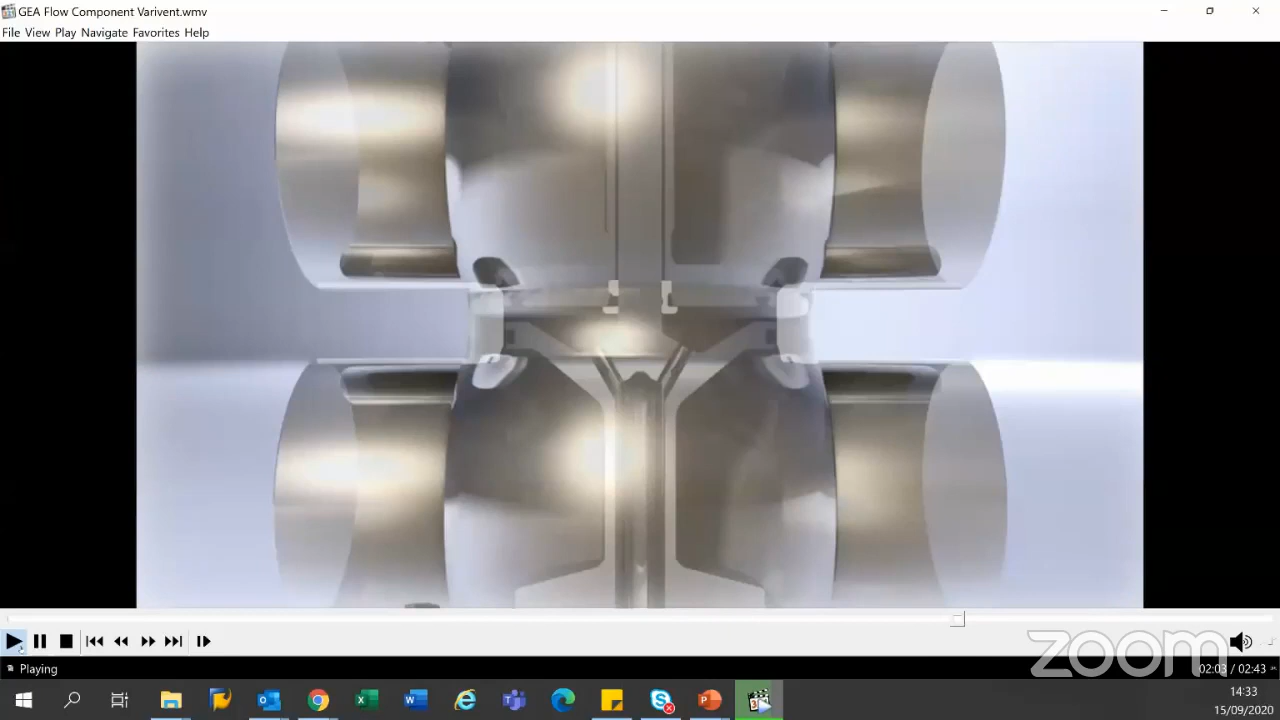 GEA Flow Component Varivent.wmv
File View Play Navigate Favorites Help
zoom
Playing
02:03 / 02:43
14:33
15/09/2020